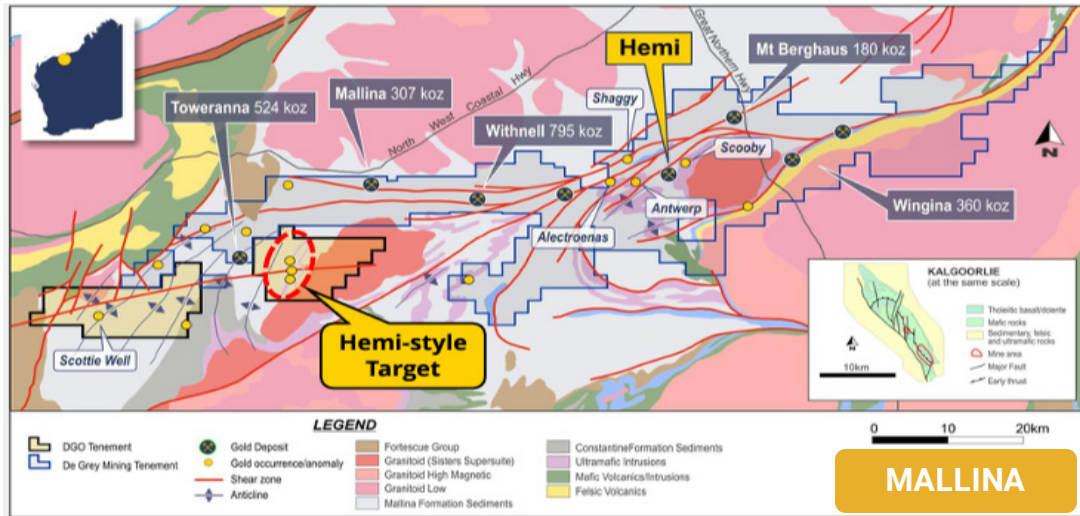 Hemi
Mt Berghaus 180 koz
Great Northern Hwy
Shaggy
Mallina 307 koz
Toweranna 524 koz
North West Coastal Hwy
Withnell 795 koz
Scooby
N
Antwerp
Wingina 360 koz
Alectroenas
Hemi-style
Target
Scottie Well
KALGOORLIE
(at the same scale)
Tholeiitic basalt/dolerite
Mafic rocks
Sedimentary, felsic
and ultramafic rocks
Mine area
Major Fault
Early thrust
N
10km
LEGEND
DGO Tenement
De Grey Mining Tenement
Gold Deposit
Gold occurrence/anomaly
Shear zone
Anticline
Fortescue Group
Granitoid (Sisters Supersuite)
Granitoid High Magnetic
Granitoid Low
Mallina Formation Sediments
ConstantineFormation Sediments
Ultramafic Intrusions
Mafic Volcanics/Intrusions
Felsic Volcanics
0 10 20km
MALLINA